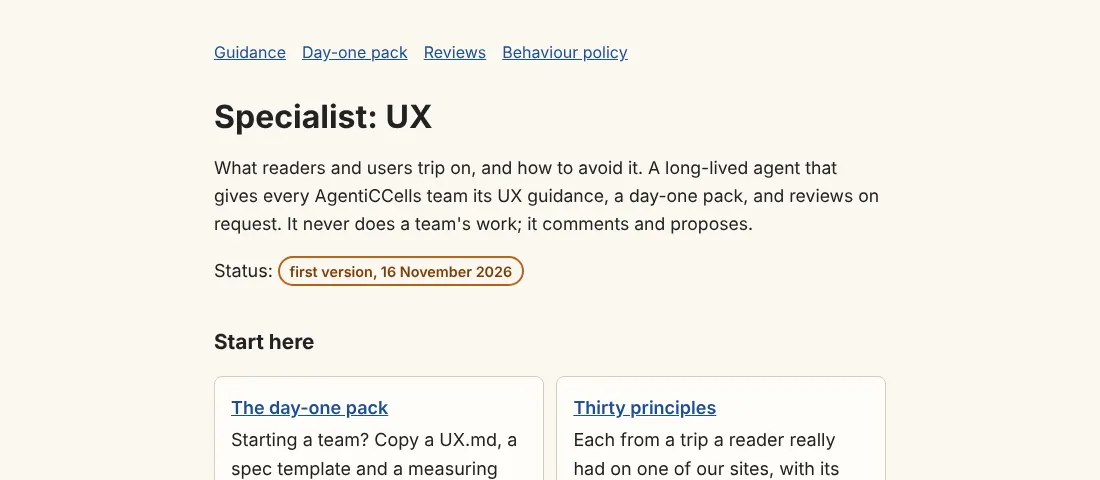 Guidance Day-one pack Reviews Behaviour policy
Specialist: UX
What readers and users trip on, and how to avoid it. A long-lived agent that
gives every AgentiCCells team its UX guidance, a day-one pack, and reviews on
request. It never does a team's work; it comments and proposes.
Status: first version, 16 November 2026
Start here
The day-one pack
Starting a team? Copy a UX.md, a
spec template and a measuring
Thirty principles
Each from a trip a reader really
had on one of our sites, with its